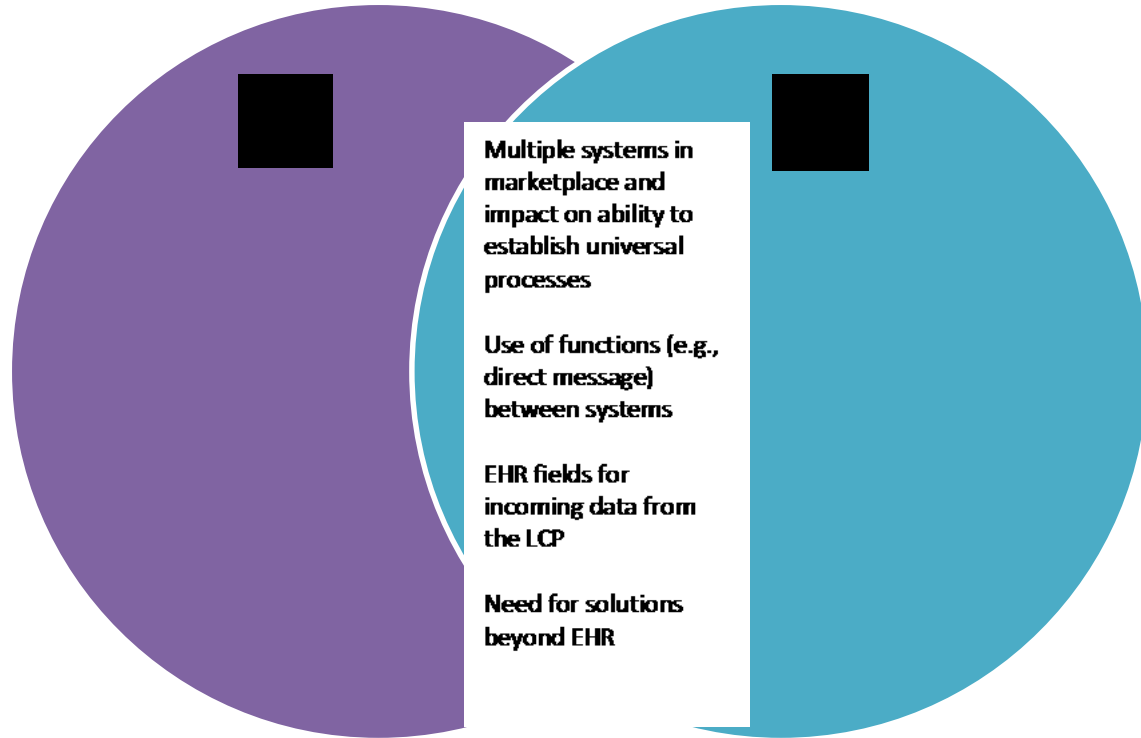 Multiple systems in
marketplace and
impact on ability to
establish universal
processes
Use of functions (e.g.,
direct message)
between systems
EHR fields for
incoming data from
the LCP
Need for solutions
beyond EHR